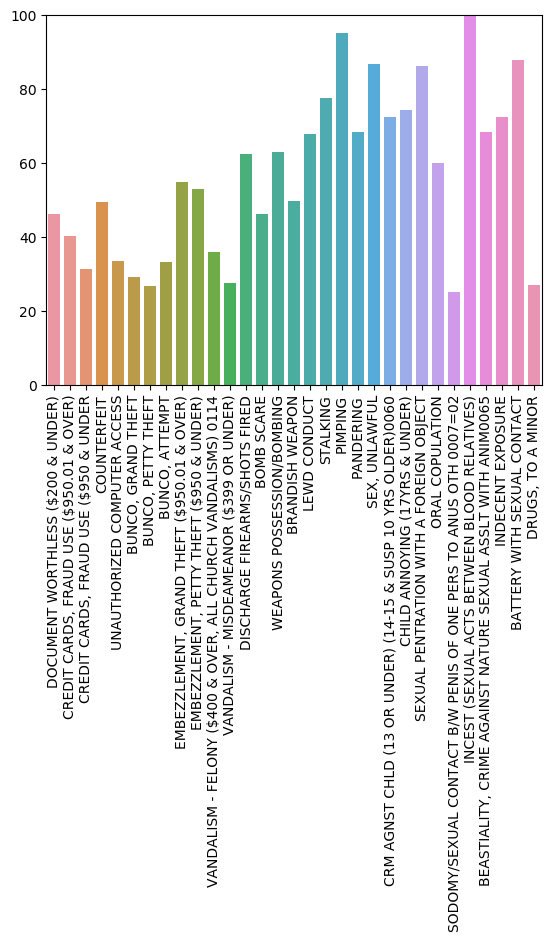 100
80
60
40
20
0
DOCUMENT WORTHLESS ($200 & UNDER)
CREDIT CARDS, FRAUD USE ($950.01 & OVER)
CREDIT CARDS, FRAUD USE ($950 & UNDER
COUNTERFEIT
UNAUTHORIZED COMPUTER ACCESS
BUNCO, GRAND THEFT
BUNCO, PETTY THEFT
BUNCO, ATTEMPT
EMBEZZLEMENT, GRAND THEFT ($950.01 & OVER)
EMBEZZLEMENT, PETTY THEFT ($950 & UNDER)
VANDALISM - FELONY ($400 & OVER, ALL CHURCH VANDALISMS) 0114
VANDALISM - MISDEAMEANOR ($399 OR UNDER)
DISCHARGE FIREARMS/SHOTS FIRED
BOMB SCARE
WEAPONS POSSESSION/BOMBING
BRANDISH WEAPON
LEWD CONDUCT
STALKING
PIMPING
PANDERING
SEX, UNLAWFUL
CRM AGNST CHLD (13 OR UNDER) (14-15 & SUSP 10 YRS OLDER)0060
CHILD ANNOYING (17YRS & UNDER)
SEXUAL PENTRATION WITH A FOREIGN OBJECT
ORAL COPULATION
SODOMY/SEXUAL CONTACT B/W PENIS OF ONE PERS TO ANUS OTH 0007=02
INCEST (SEXUAL ACTS BETWEEN BLOOD RELATIVES)
BEASTIALITY, CRIME AGAINST NATURE SEXUAL ASSLT WITH ANIM0065
INDECENT EXPOSURE
BATTERY WITH SEXUAL CONTACT
DRUGS, TO A MINOR